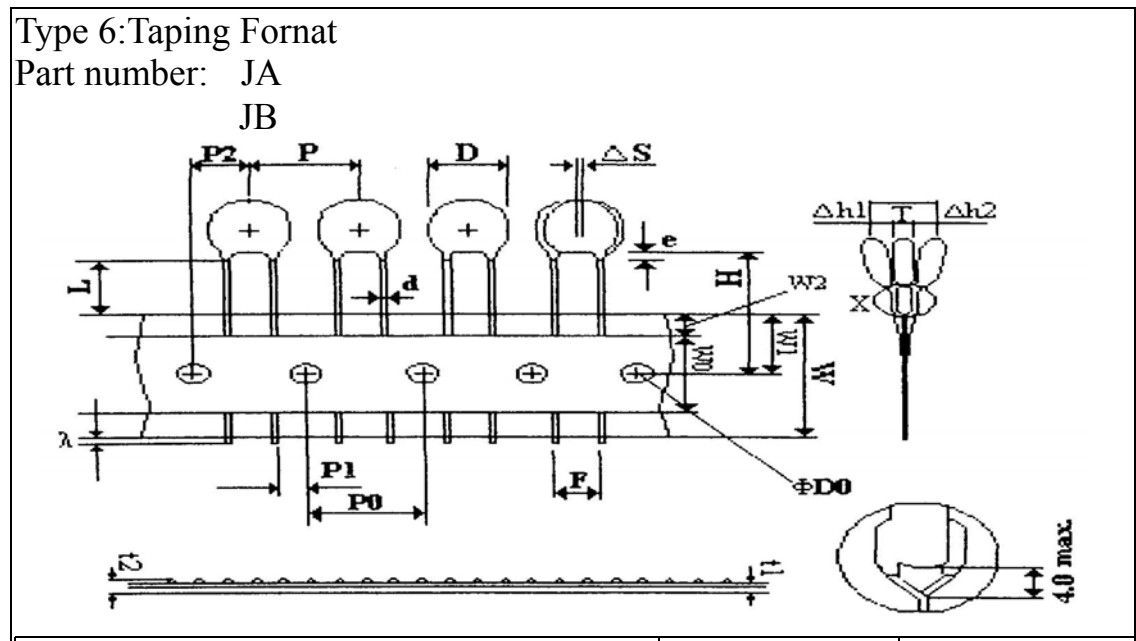 Type 6:Taping Fornat
Part number: JA
JB
P2 P D △S
△h1 T △h2
e
L d H W2
X
W0 W1 W
λ
P1 F
P0 ΦD0
t2 t1
4.0 max.